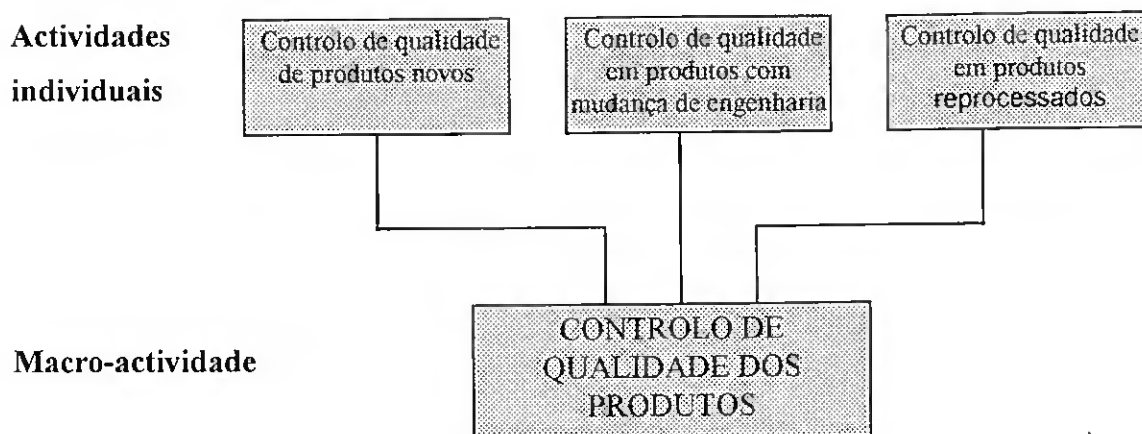 Actividades
individuais
Controlo de qualidade
de produtos novos
Controlo de qualidade
em produtos com
mudança de engenharia
Controlo de qualidade
em produtos
reprocessados
Macro-actividade
CONTROLO DE
QUALIDADE DOS
PRODUTOS